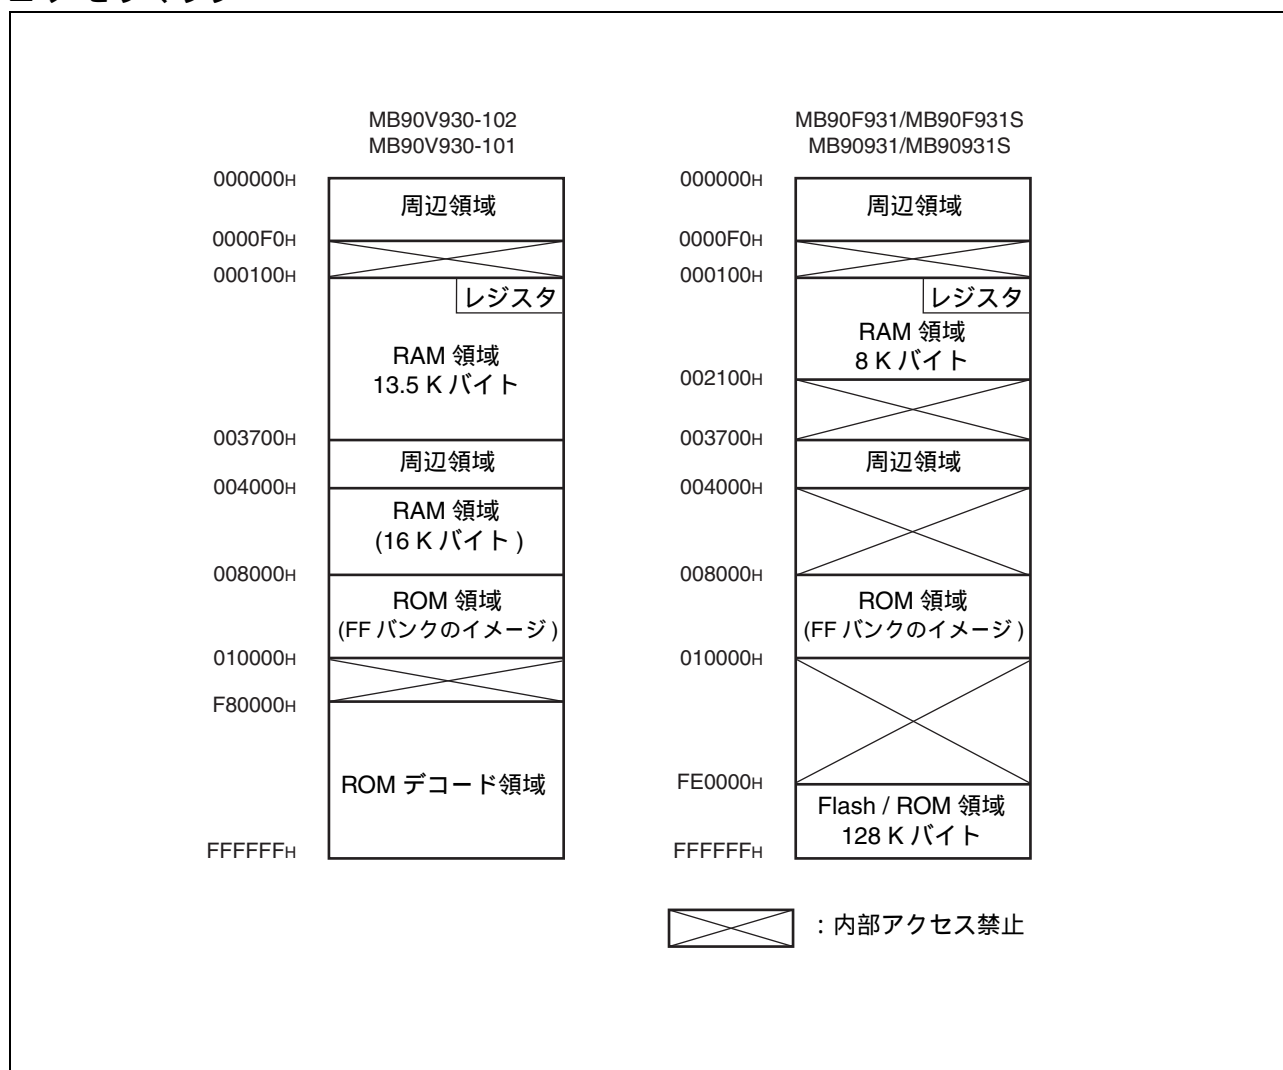 MB90V930-102
MB90V930-101
000000H
周辺領域
0000F0H
000100H
レジスタ
RAM 領域
13.5 K バイト
003700H
周辺領域
004000H
RAM 領域
(16 K バイト )
008000H
ROM 領域
(FF バンクのイメージ )
010000H
F80000H
ROM デコード領域
FFFFFFH
MB90F931/MB90F931S
MB90931/MB90931S
000000H
周辺領域
0000F0H
000100H
レジスタ
RAM 領域
8 K バイト
002100H
003700H
周辺領域
004000H
008000H
ROM 領域
(FF バンクのイメージ )
010000H
FE0000H
Flash / ROM 領域
128 K バイト
FFFFFFH
: 内部アクセス禁止